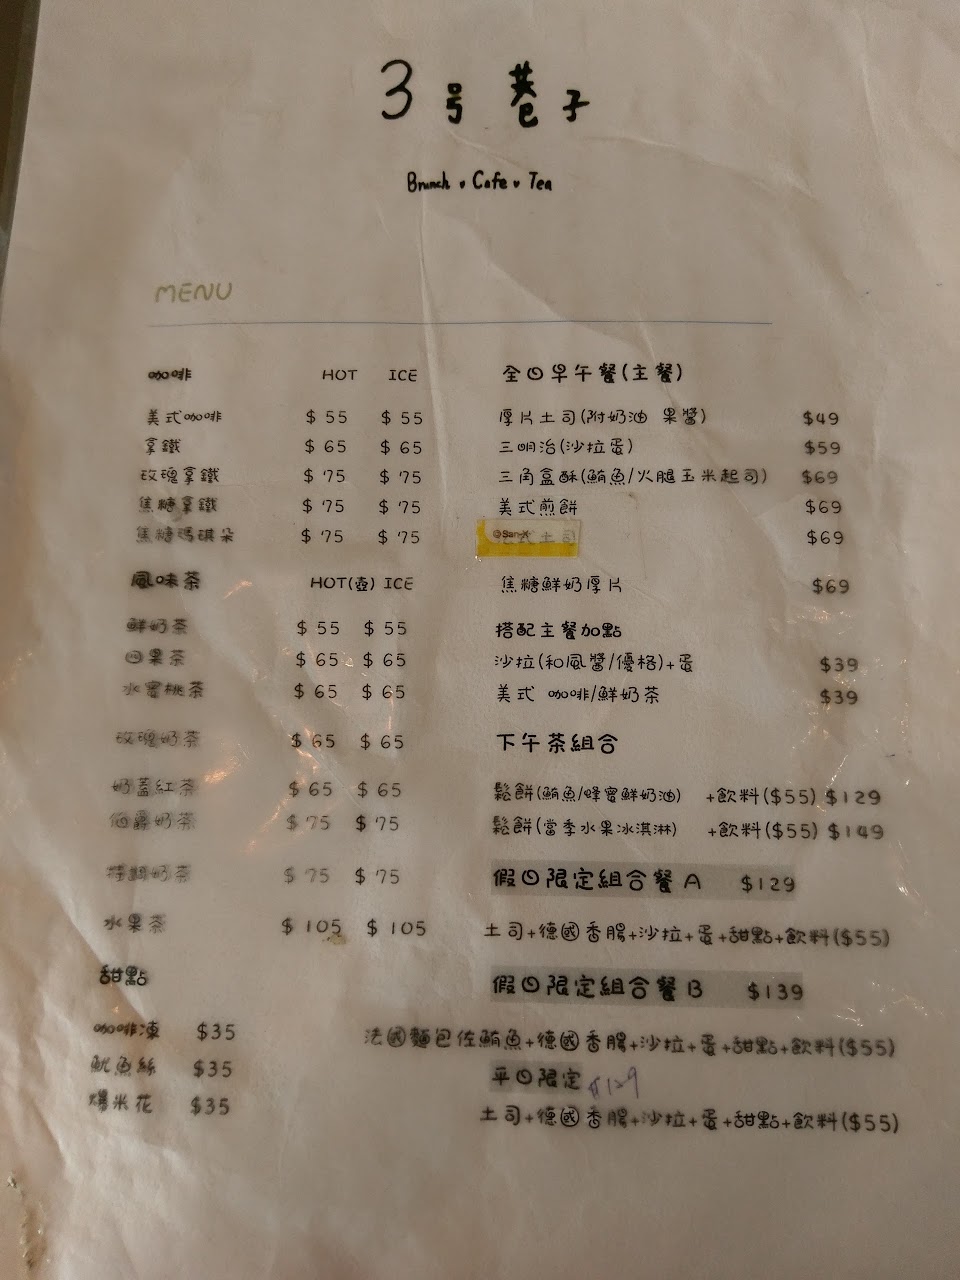 3号巷子
Brunch Cafe Tea
MENU
咖啡 HOT ICE
美式咖啡 $55 $55
拿鐵 $65 $65
玫瑰拿鐵 $75 $75
焦糖拿鐵 $75 $75
焦糖瑪琪朵 $75 $75
風味茶 HOT(壺) ICE
鮮奶茶 $55 $55
四果茶 $65 $65
水蜜桃茶 $65 $65
玫瑰奶茶 $65 $65
奶蓋紅茶 $65 $65
伯爵奶茶 $75 $75
奶茶 $75 $75
水果茶 $105 $105
甜點
咖啡凍 $35
魷魚絲 $35
爆米花 $35
全日早午餐(主餐)
厚片土司(附奶油 果醬) $49
三明治(沙拉蛋) $59
三角盒酥(鮪魚/火腿玉米起司) $69
美式煎餅 $69
©San-X 法式土司 $69
焦糖鮮奶厚片 $69
搭配主餐加點
沙拉(和風醬/優格)+蛋 $39
美式 咖啡/鮮奶茶 $39
下午茶組合
鬆餅(鮪魚/蜂蜜鮮奶油) +飲料($55) $129
鬆餅(當季水果冰淇淋) +飲料($55) $149
假日限定組合餐A $129
土司+德國香腸+沙拉+蛋+甜點+飲料($55)
假日限定組合餐B $139
法國麵包佐鮪魚+德國香腸+沙拉+蛋+甜點+飲料($55)
平日限定 $129
土司+德國香腸+沙拉+蛋+甜點+飲料($55)